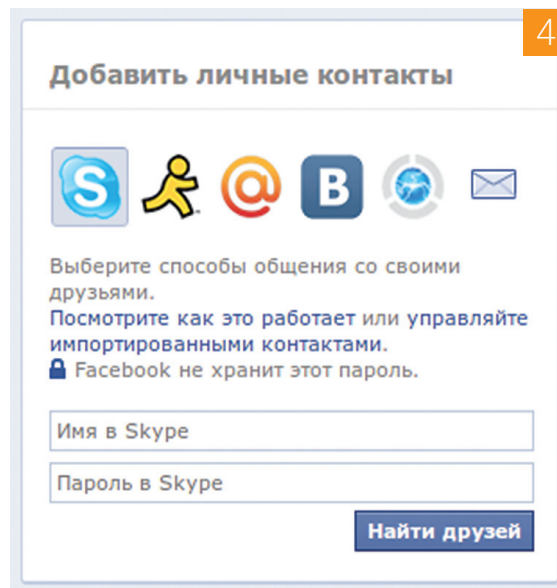 4
Добавить личные контакты
S @ B
Выберите способы общения со своими
друзьями.
Посмотрите как это работает или управляйте
импортированными контактами.
Facebook не хранит этот пароль.
Имя в Skype
Пароль в Skype
Найти друзей